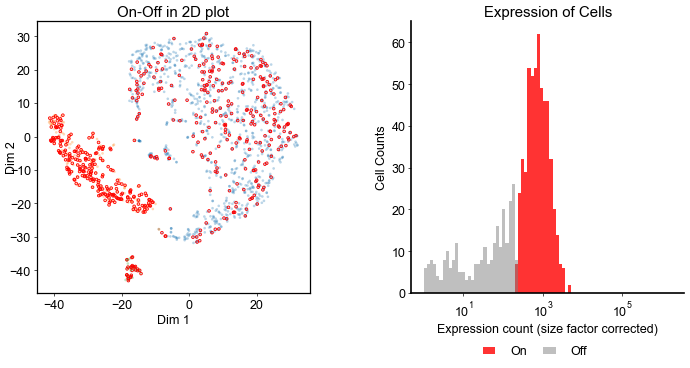 On-Off in 2D plot
30
20
10
0
−10
−20
−30
−40
Dim 2
−40 −20 0 20
Dim 1
Expression of Cells
60
50
40
30
20
10
0
Cell Counts
10^1 10^3 10^5
Expression count (size factor corrected)
On Off